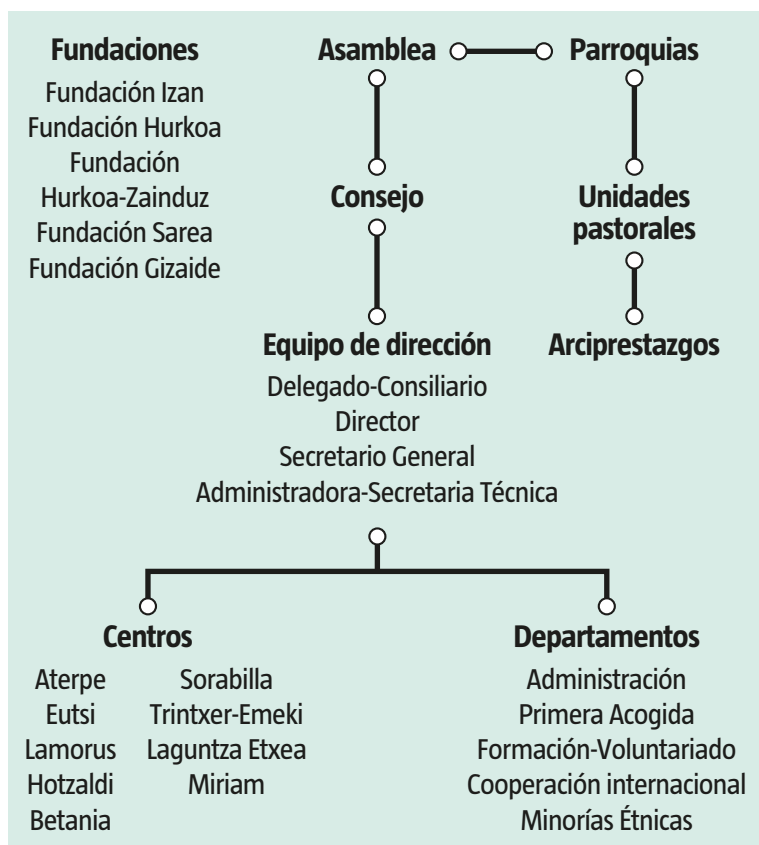 Fundaciones
Fundación Izan
Fundación Hurkoa
Fundación
Hurkoa-Zainduz
Fundación Sarea
Fundación Gizaide
Asamblea
Parroquias
Consejo
Unidades
pastorales
Equipo de dirección
Delegado-Consiliario
Director
Secretario General
Administradora-Secretaria Técnica
Arciprestazgos
Centros
Aterpe
Eutsi
Lamorus
Hotzaldi
Betania
Sorabilla
Trintxer-Emeki
Laguntza Etxea
Miriam
Departamentos
Administración
Primera Acogida
Formación-Voluntariado
Cooperación internacional
Minorías Étnicas